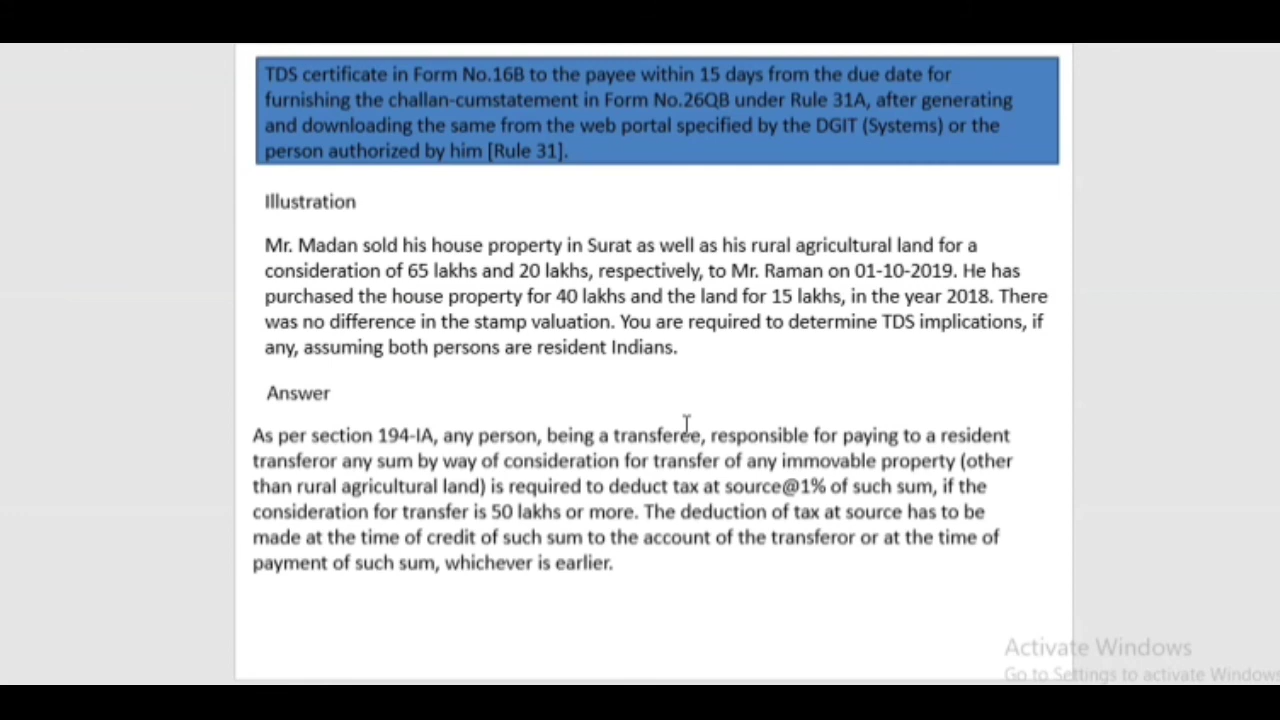 TDS certificate in Form No.16B to the payee within 15 days from the due date for
furnishing the challan-cumstatement in Form No.26QB under Rule 31A, after generating
and downloading the same from the web portal specified by the DGIT (Systems) or the
person authorized by him [Rule 31].
Illustration
Mr. Madan sold his house property in Surat as well as his rural agricultural land for a
consideration of 65 lakhs and 20 lakhs, respectively, to Mr. Raman on 01-10-2019. He has
purchased the house property for 40 lakhs and the land for 15 lakhs, in the year 2018. There
was no difference in the stamp valuation. You are required to determine TDS implications, if
any, assuming both persons are resident Indians.
Answer
As per section 194-IA, any person, being a transferee, responsible for paying to a resident
transferor any sum by way of consideration for transfer of any immovable property (other
than rural agricultural land) is required to deduct tax at source@1% of such sum, if the
consideration for transfer is 50 lakhs or more. The deduction of tax at source has to be
made at the time of credit of such sum to the account of the transferor or at the time of
payment of such sum, whichever is earlier.
Activate Windows
Go to Settings to activate Windows